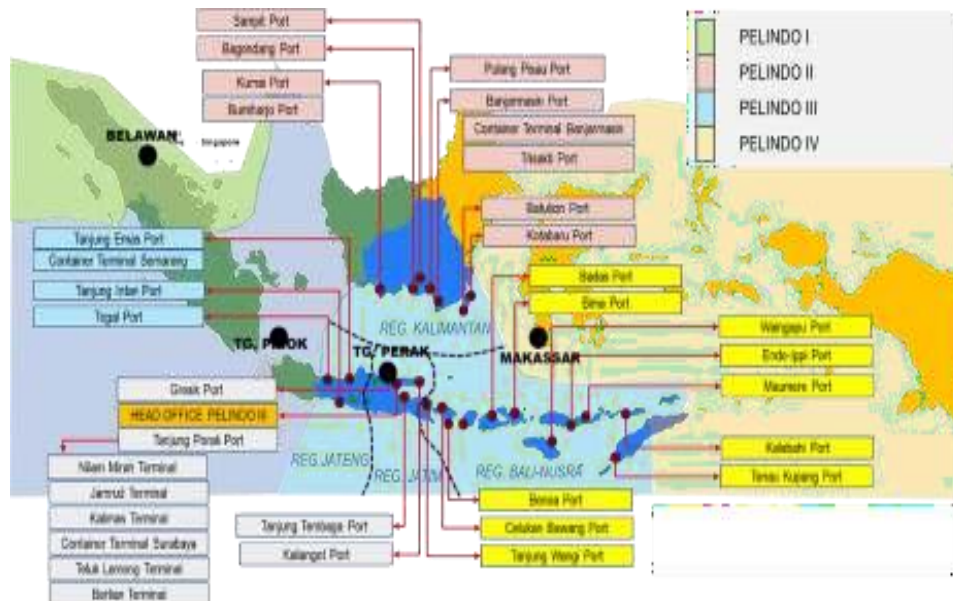 Sampit Port
Bagendang Port
Kumai Port
Bumiharjo Port
Pulang Pisau Port
Banjarmasin Port
Container Terminal Banjarmasin
Trisakti Port
Batulicin Port
Kotabaru Port
PELINDO I
PELINDO II
PELINDO III
PELINDO IV
BELAWAN
Singapore
Tanjung Emas Port
Container Terminal Semarang
Tanjung Intan Port
Tegal Port
REG. KALIMANTAN
TG. PERAK
MAKASSAR
Badas Port
Bima Port
Waingapu Port
Ende-Ippi Port
Maumere Port
Kalabahi Port
Tenau Kupang Port
Gresik Port
HEAD OFFICE PELINDO III
Tanjung Perak Port
Nilam Mirah Terminal
Jamrud Terminal
Kalimas Terminal
Container Terminal Surabaya
Teluk Lamong Terminal
Berlian Terminal
REG.JATENG
REG. JATIM
REG. BALI-NUSRA
Tanjung Tembaga Port
Kalianget Port
Benoa Port
Celukan Bawang Port
Tanjung Wangi Port